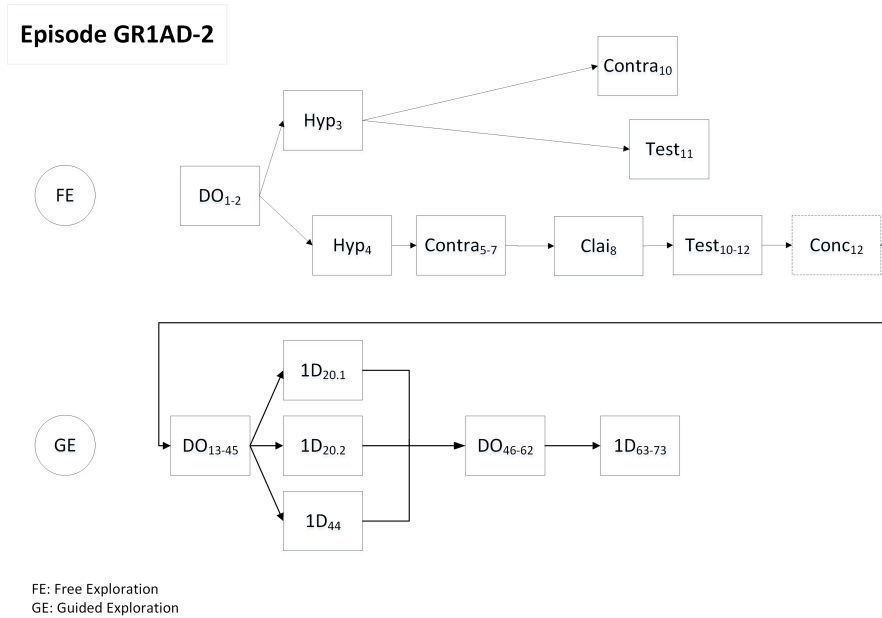 Episode GR1AD-2
Contra10
Hyp3
Test11
FE
DO1-2
Hyp4
Contra5-7
Clai8
Test10-12
Conc12
1D20.1
GE
DO13-45
1D20.2
DO46-62
1D63-73
1D44
FE: Free Exploration
GE: Guided Exploration